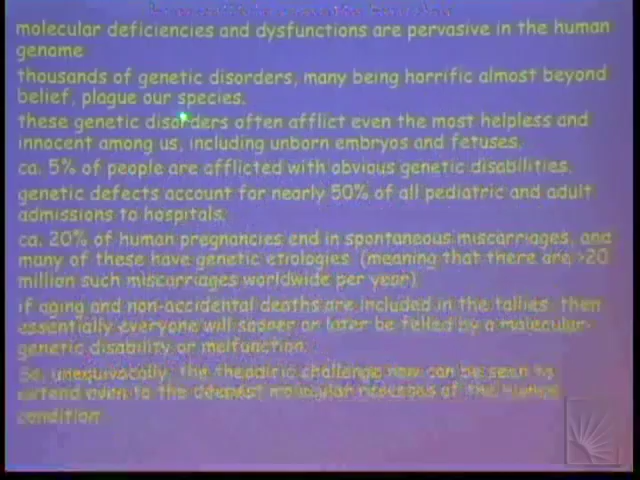 molecular deficiencies and dysfunctions are pervasive in the human
genome
thousands of genetic disorders, many being horrific almost beyond
belief, plague our species.
these genetic disorders often afflict even the most helpless and
innocent among us, including unborn embryos and fetuses.
ca. 5% of people are afflicted with obvious genetic disabilities.
genetic defects account for nearly 50% of all pediatric and adult
admissions to hospitals.
ca. 20% of human pregnancies end in spontaneous miscarriages, and
many of these have genetic etiologies (meaning that there are >20
million such miscarriages worldwide per year)
if aging and non-accidental deaths are included in the tallies, then
essentially everyone will sooner or later be felled by a molecular-
genetic disability or malfunction.
So, unequivocally, the theodicic challenge now can be seen to
extend even to the deepest molecular recesses of the human
condition